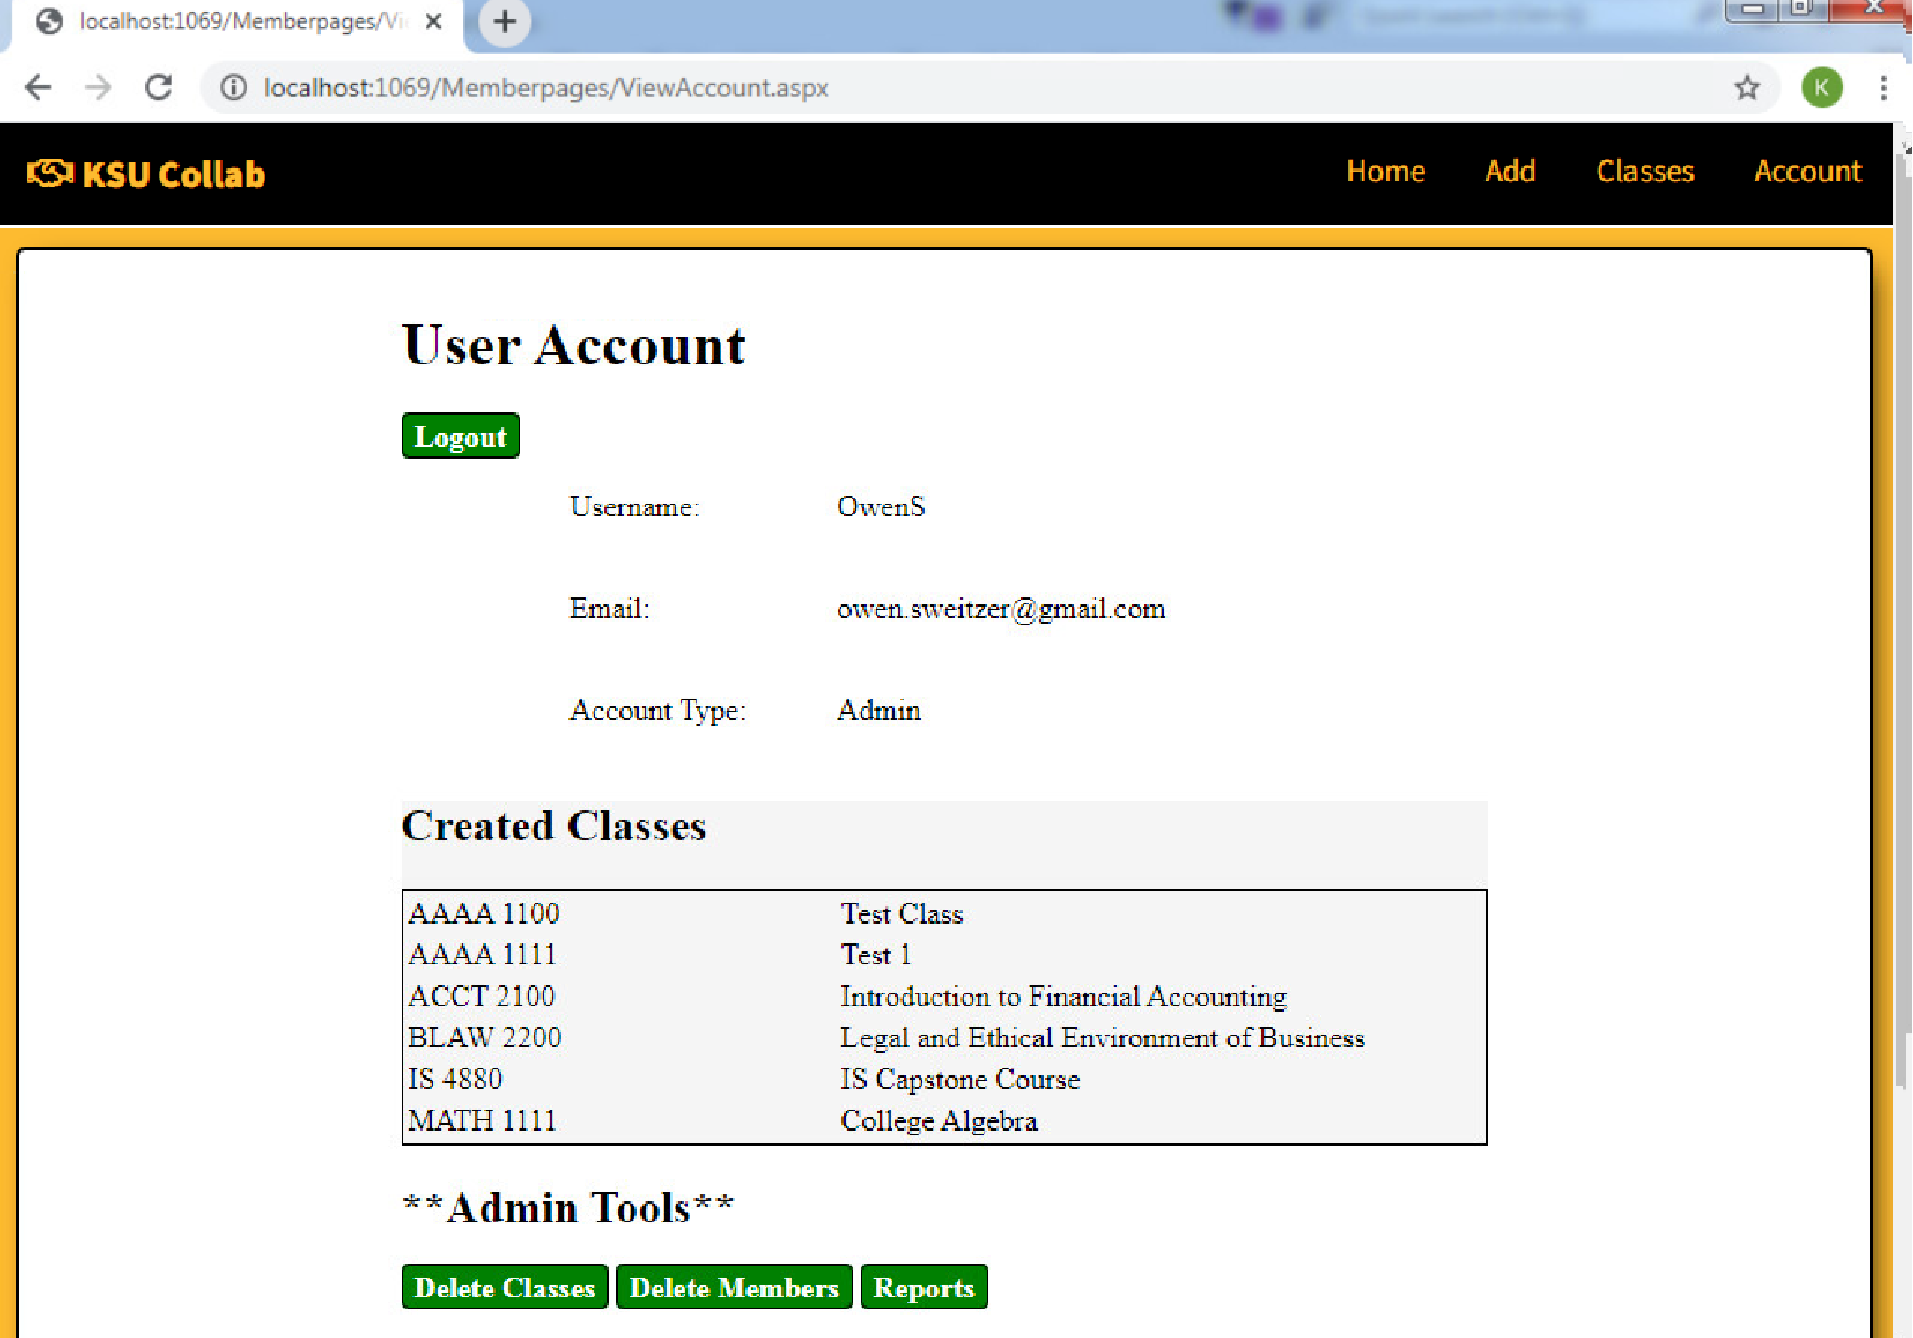 localhost:1069/Memberpages/Vi
localhost:1069/Memberpages/ViewAccount.aspx
K
KSU Collab
Home Add Classes Account
User Account
Logout
Username: OwenS
Email: owen.sweitzer@gmail.com
Account Type: Admin
Created Classes
AAAA 1100 Test Class
AAAA 1111 Test 1
ACCT 2100 Introduction to Financial Accounting
BLAW 2200 Legal and Ethical Environment of Business
IS 4880 IS Capstone Course
MATH 1111 College Algebra
**Admin Tools**
Delete Classes Delete Members Reports